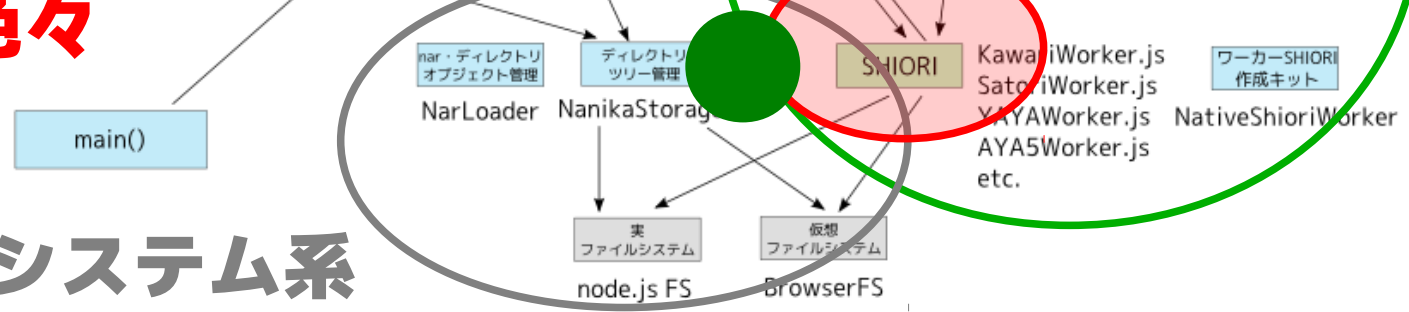 色々
nar・ディレクトリ
オブジェクト管理
NarLoader
ディレクトリ
ツリー管理
NanikaStorage
SHIORI
KawariWorker.js
SatoriWorker.js
YAYAWorker.js
AYA5Worker.js
etc.
ワーカーSHIORI
作成キット
NativeShioriWorker
main()
システム系
実
ファイルシステム
node.js FS
仮想
ファイルシステム
BrowserFS